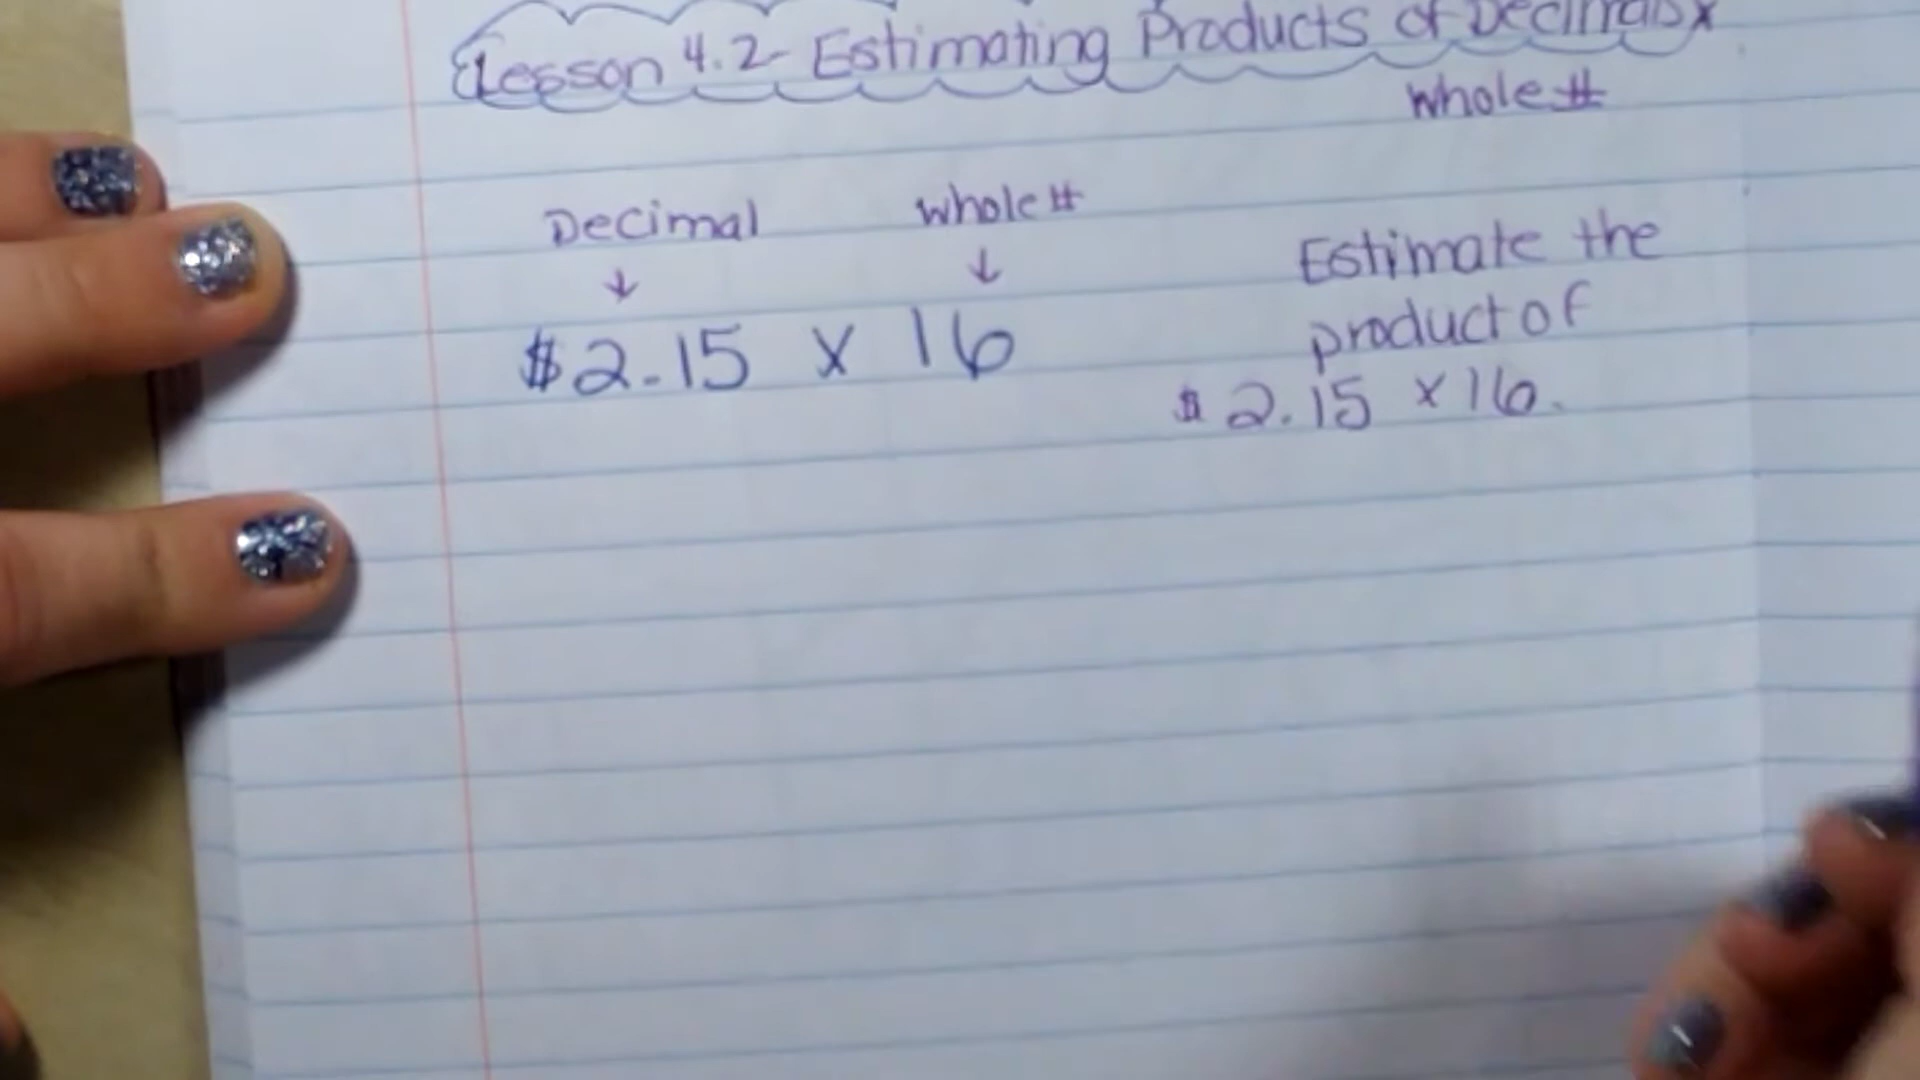 Lesson 4.2 Estimating Products of Decimals x
whole #
Decimal whole #
↓ ↓
$2.15 x 16
Estimate the
product of
$2.15 x 16.